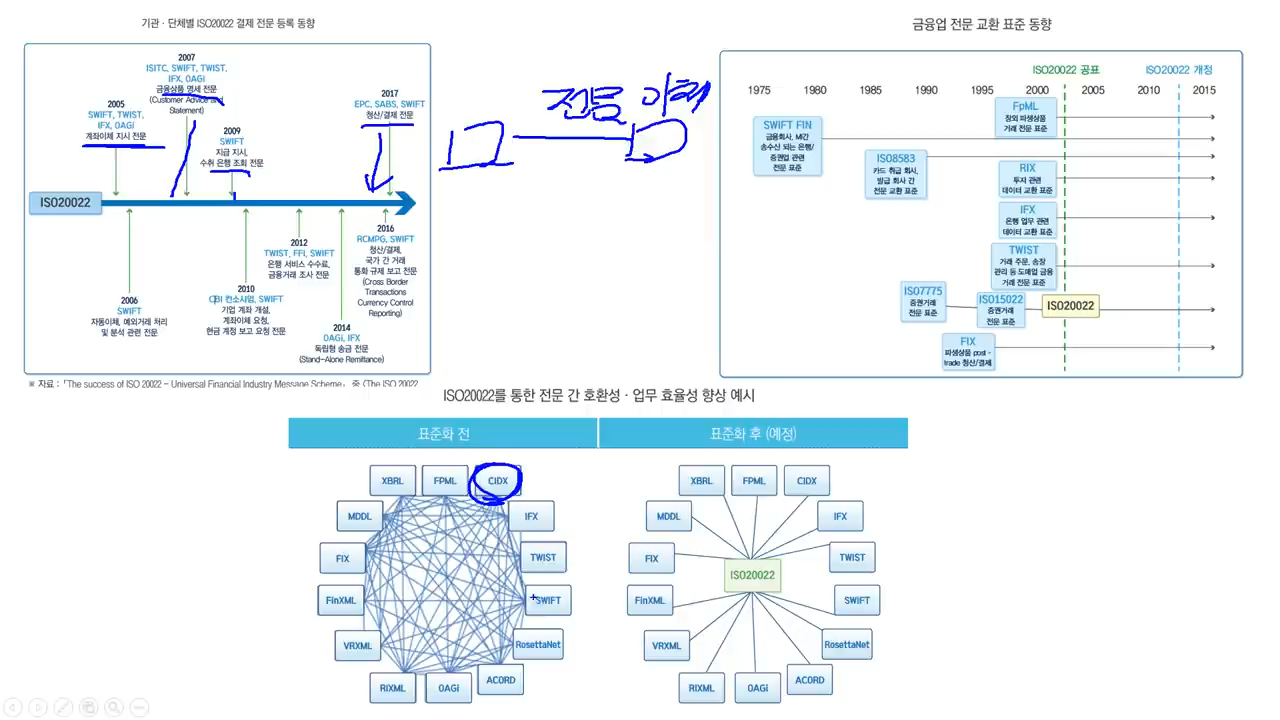 기관 · 단체별 ISO20022 결제 전문 등록 동향
2007
ISITC, SWIFT, TWIST,
IFX, OAGi
금융상품 명세 전문
(Customer Advice and
Statement)
2005
SWIFT, TWIST,
IFX, OAGi
계좌이체 지시 전문
2009
SWIFT
지급 지시,
수취 은행 조회 전문
2017
EPC, SABS, SWIFT
청산/결제 전문
ISO20022
2006
SWIFT
자동이체, 예외거래 처리
및 분석 관련 전문
2010
CBI 컨소시엄, SWIFT
기업 계좌 개설,
계좌이체 요청,
현금 계정 보고 요청 전문
2012
TWIST, FFI, SWIFT
은행 서비스 수수료,
금융거래 조사 전문
2014
OAGi, IFX
독립형 송금 전문
(Stand-Alone Remittance)
2016
RCMPG, SWIFT
청산/결제,
국가 간 거래
통화 규제 보고 전문
(Cross Border
Transactions
Currency Control
Reporting)
※ 자료 : 「The success of ISO 20022 – Universal Financial Industry Message Scheme」 중 (The ISO 20022
전문
금융업 전문 교환 표준 동향
ISO20022 공표
ISO20022 개정
1975 1980 1985 1990 1995 2000 2005 2010 2015
FpML
장외 파생상품
거래 전문 표준
SWIFT FIN
금융회사, MI간
송수신 되는 은행/
증권업 관련
전문 표준
ISO8583
카드 취급 회사,
발급 회사 간
전문 교환 표준
RIX
투자 관련
데이터 교환 표준
IFX
은행 업무 관련
데이터 교환 표준
TWIST
거래 주문, 송장
관리 등 도매업 금융
거래 전문 표준
ISO7775
증권거래
전문 표준
ISO15022
증권거래
전문 표준
ISO20022
FIX
파생상품 post -
trade 청산/결제
ISO20022를 통한 전문 간 호환성 · 업무 효율성 향상 예시
표준화 전
표준화 후 (예정)
XBRL FPML CIDX
MDDL IFX
FIX TWIST
FinXML SWIFT
VRXML RosettaNet
RIXML OAGi ACORD
XBRL FPML CIDX
MDDL IFX
FIX TWIST
ISO20022
FinXML SWIFT
VRXML RosettaNet
RIXML OAGi ACORD